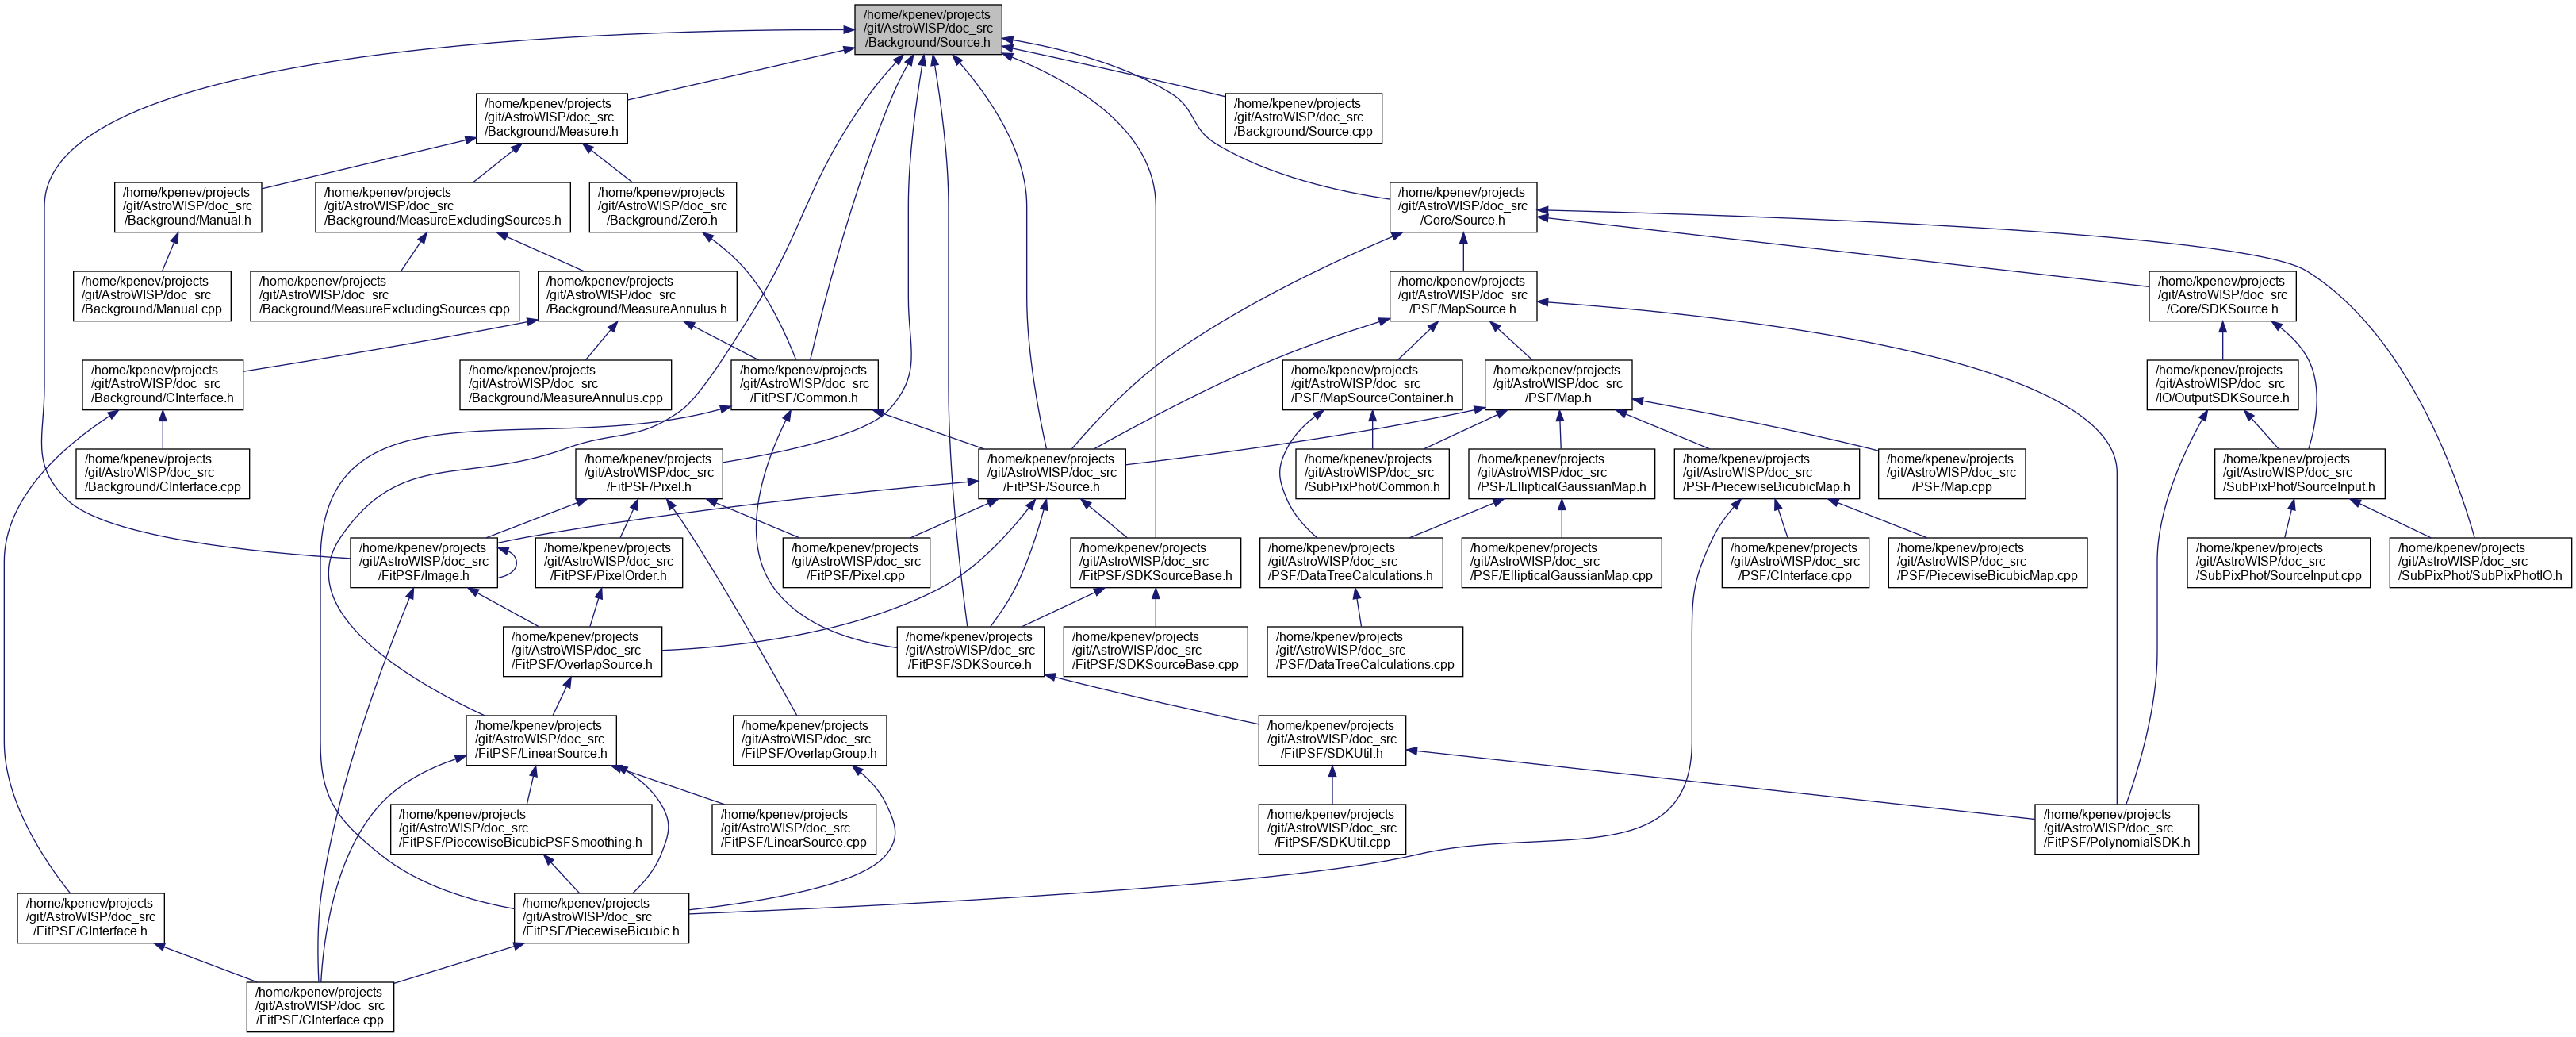 /home/kpenev/projects
/git/AstroWISP/doc_src
/Background/Source.h
/home/kpenev/projects
/git/AstroWISP/doc_src
/Background/Measure.h
/home/kpenev/projects
/git/AstroWISP/doc_src
/Background/Source.cpp
/home/kpenev/projects
/git/AstroWISP/doc_src
/Background/Manual.h
/home/kpenev/projects
/git/AstroWISP/doc_src
/Background/MeasureExcludingSources.h
/home/kpenev/projects
/git/AstroWISP/doc_src
/Background/Zero.h
/home/kpenev/projects
/git/AstroWISP/doc_src
/Core/Source.h
/home/kpenev/projects
/git/AstroWISP/doc_src
/Background/Manual.cpp
/home/kpenev/projects
/git/AstroWISP/doc_src
/Background/MeasureExcludingSources.cpp
/home/kpenev/projects
/git/AstroWISP/doc_src
/Background/MeasureAnnulus.h
/home/kpenev/projects
/git/AstroWISP/doc_src
/PSF/MapSource.h
/home/kpenev/projects
/git/AstroWISP/doc_src
/Core/SDKSource.h
/home/kpenev/projects
/git/AstroWISP/doc_src
/Background/CInterface.h
/home/kpenev/projects
/git/AstroWISP/doc_src
/Background/MeasureAnnulus.cpp
/home/kpenev/projects
/git/AstroWISP/doc_src
/FitPSF/Common.h
/home/kpenev/projects
/git/AstroWISP/doc_src
/PSF/MapSourceContainer.h
/home/kpenev/projects
/git/AstroWISP/doc_src
/PSF/Map.h
/home/kpenev/projects
/git/AstroWISP/doc_src
/IO/OutputSDKSource.h
/home/kpenev/projects
/git/AstroWISP/doc_src
/Background/CInterface.cpp
/home/kpenev/projects
/git/AstroWISP/doc_src
/FitPSF/Pixel.h
/home/kpenev/projects
/git/AstroWISP/doc_src
/FitPSF/Source.h
/home/kpenev/projects
/git/AstroWISP/doc_src
/SubPixPhot/Common.h
/home/kpenev/projects
/git/AstroWISP/doc_src
/PSF/EllipticalGaussianMap.h
/home/kpenev/projects
/git/AstroWISP/doc_src
/PSF/PiecewiseBicubicMap.h
/home/kpenev/projects
/git/AstroWISP/doc_src
/PSF/Map.cpp
/home/kpenev/projects
/git/AstroWISP/doc_src
/SubPixPhot/SourceInput.h
/home/kpenev/projects
/git/AstroWISP/doc_src
/FitPSF/Image.h
/home/kpenev/projects
/git/AstroWISP/doc_src
/FitPSF/PixelOrder.h
/home/kpenev/projects
/git/AstroWISP/doc_src
/FitPSF/Pixel.cpp
/home/kpenev/projects
/git/AstroWISP/doc_src
/FitPSF/SDKSourceBase.h
/home/kpenev/projects
/git/AstroWISP/doc_src
/PSF/DataTreeCalculations.h
/home/kpenev/projects
/git/AstroWISP/doc_src
/PSF/EllipticalGaussianMap.cpp
/home/kpenev/projects
/git/AstroWISP/doc_src
/PSF/CInterface.cpp
/home/kpenev/projects
/git/AstroWISP/doc_src
/PSF/PiecewiseBicubicMap.cpp
/home/kpenev/projects
/git/AstroWISP/doc_src
/SubPixPhot/SourceInput.cpp
/home/kpenev/projects
/git/AstroWISP/doc_src
/SubPixPhot/SubPixPhotIO.h
/home/kpenev/projects
/git/AstroWISP/doc_src
/FitPSF/OverlapSource.h
/home/kpenev/projects
/git/AstroWISP/doc_src
/FitPSF/SDKSource.h
/home/kpenev/projects
/git/AstroWISP/doc_src
/FitPSF/SDKSourceBase.cpp
/home/kpenev/projects
/git/AstroWISP/doc_src
/PSF/DataTreeCalculations.cpp
/home/kpenev/projects
/git/AstroWISP/doc_src
/FitPSF/LinearSource.h
/home/kpenev/projects
/git/AstroWISP/doc_src
/FitPSF/OverlapGroup.h
/home/kpenev/projects
/git/AstroWISP/doc_src
/FitPSF/SDKUtil.h
/home/kpenev/projects
/git/AstroWISP/doc_src
/FitPSF/PiecewiseBicubicPSFSmoothing.h
/home/kpenev/projects
/git/AstroWISP/doc_src
/FitPSF/LinearSource.cpp
/home/kpenev/projects
/git/AstroWISP/doc_src
/FitPSF/SDKUtil.cpp
/home/kpenev/projects
/git/AstroWISP/doc_src
/FitPSF/PolynomialSDK.h
/home/kpenev/projects
/git/AstroWISP/doc_src
/FitPSF/CInterface.h
/home/kpenev/projects
/git/AstroWISP/doc_src
/FitPSF/PiecewiseBicubic.h
/home/kpenev/projects
/git/AstroWISP/doc_src
/FitPSF/CInterface.cpp